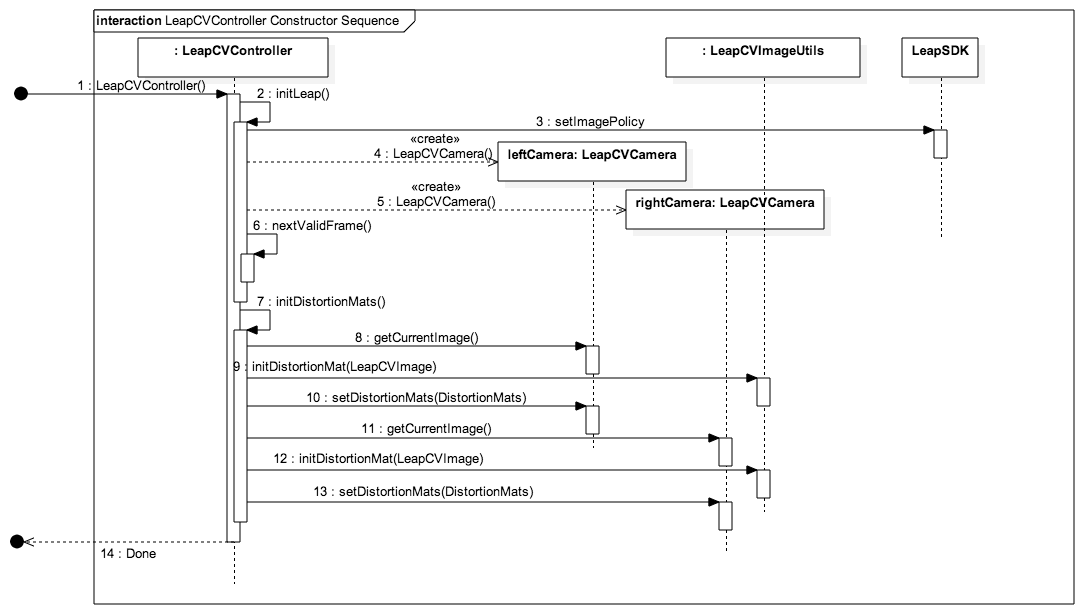 interaction LeapCVController Constructor Sequence
: LeapCVController
: LeapCVImageUtils
LeapSDK
1 : LeapCVController()
2 : initLeap()
3 : setImagePolicy
«create»
4 : LeapCVCamera()
leftCamera: LeapCVCamera
«create»
5 : LeapCVCamera()
rightCamera: LeapCVCamera
6 : nextValidFrame()
7 : initDistortionMats()
8 : getCurrentImage()
9 : initDistortionMat(LeapCVImage)
10 : setDistortionMats(DistortionMats)
11 : getCurrentImage()
12 : initDistortionMat(LeapCVImage)
13 : setDistortionMats(DistortionMats)
14 : Done